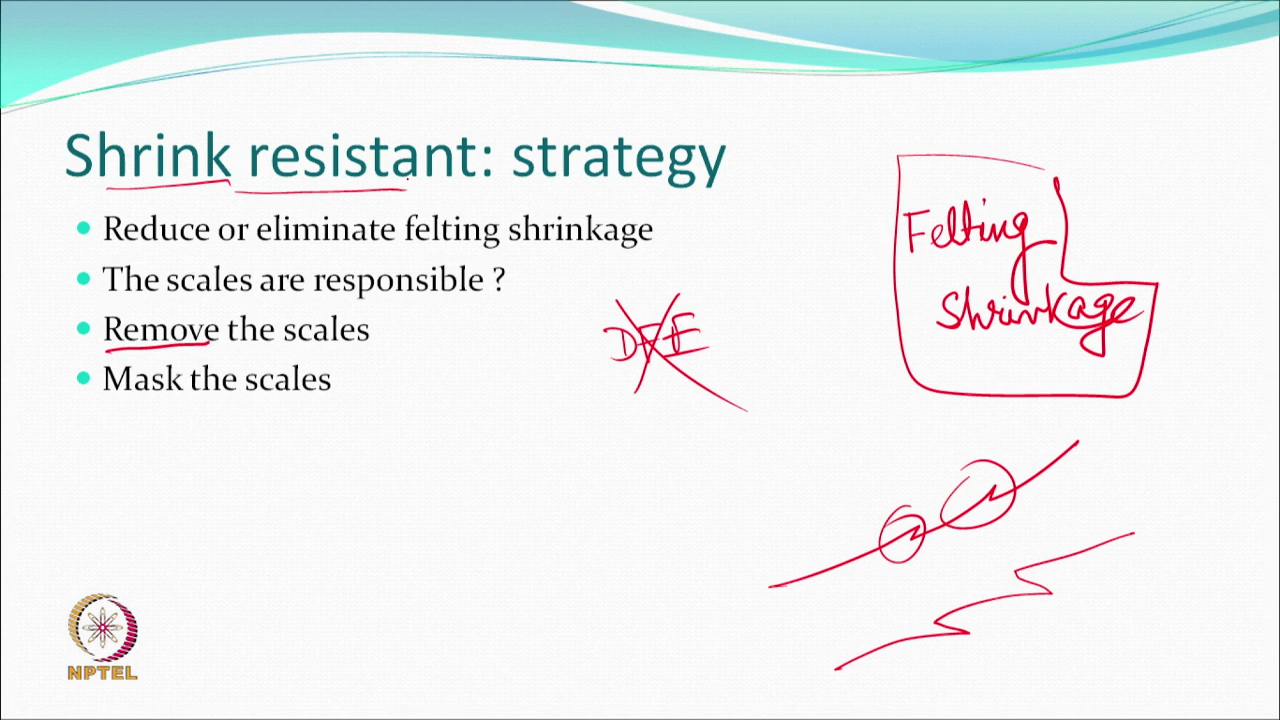 Shrink resistant: strategy
Reduce or eliminate felting shrinkage
The scales are responsible ?
Remove the scales
Mask the scales
DFE
Felting
Shrinkage
NPTEL